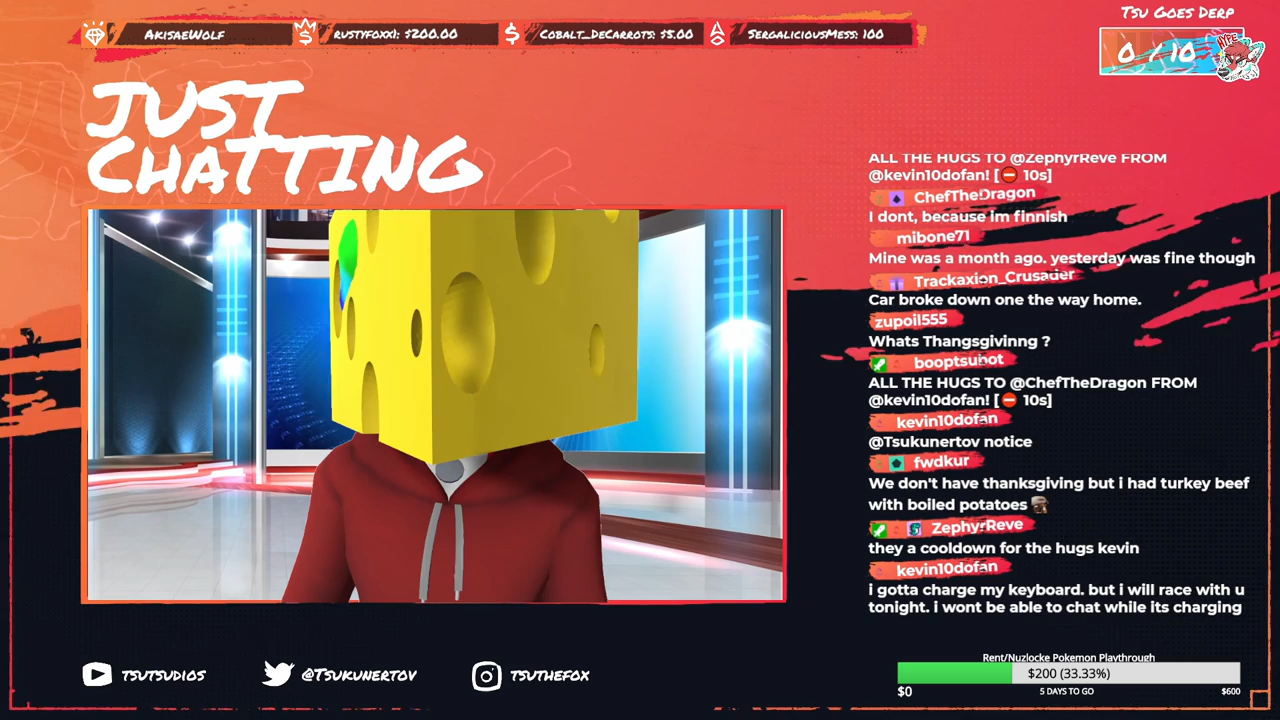 Tsu Goes Derp
AkisaeWolf
rustyfoxxi: $200.00
Cobalt_DeCarrots: $5.00
SergaliciousMess: 100
0 / 10
HYPE
JUST
CHATTING
ALL THE HUGS TO @ZephyrReve FROM
@kevin10dofan! [⛔ 10s]
ChefTheDragon
I dont, because im finnish
mibone71
Mine was a month ago. yesterday was fine though
Trackaxion_Crusader
Car broke down one the way home.
zupoil555
Whats Thangsgivinng ?
booptsubot
ALL THE HUGS TO @ChefTheDragon FROM
@kevin10dofan! [⛔ 10s]
kevin10dofan
@Tsukunertov notice
fwdkur
We don't have thanksgiving but i had turkey beef
with boiled potatoes
ZephyrReve
they a cooldown for the hugs kevin
kevin10dofan
i gotta charge my keyboard. but i will race with u
tonight. i wont be able to chat while its charging
tsutsudios
@Tsukunertov
tsuthefox
Rent/Nuzlocke Pokemon Playthrough
$200 (33.33%)
$0
5 DAYS TO GO
$600